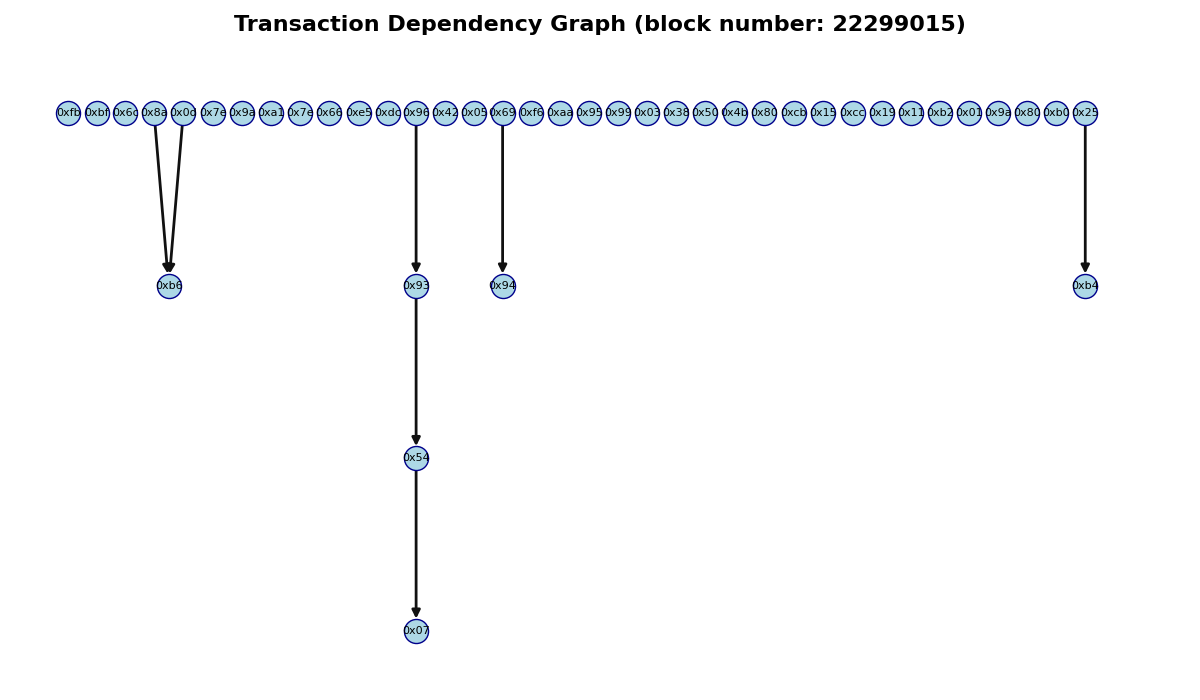 Transaction Dependency Graph (block number: 22299015)
0xfb 0xbf 0x6c 0x8a 0x0d 0x7e 0x9a 0xa1 0x7e 0x66 0xe5 0xdc 0x96 0x42 0x05 0x69 0xf6 0xaa 0x95 0x99 0x03 0x38 0x50 0x4b 0x80 0xcb 0x15 0xcc 0x19 0x11 0xb2 0x01 0x9a 0x80 0xb0 0x25
0xb6 0x93 0x94 0xb4
0x54
0x07